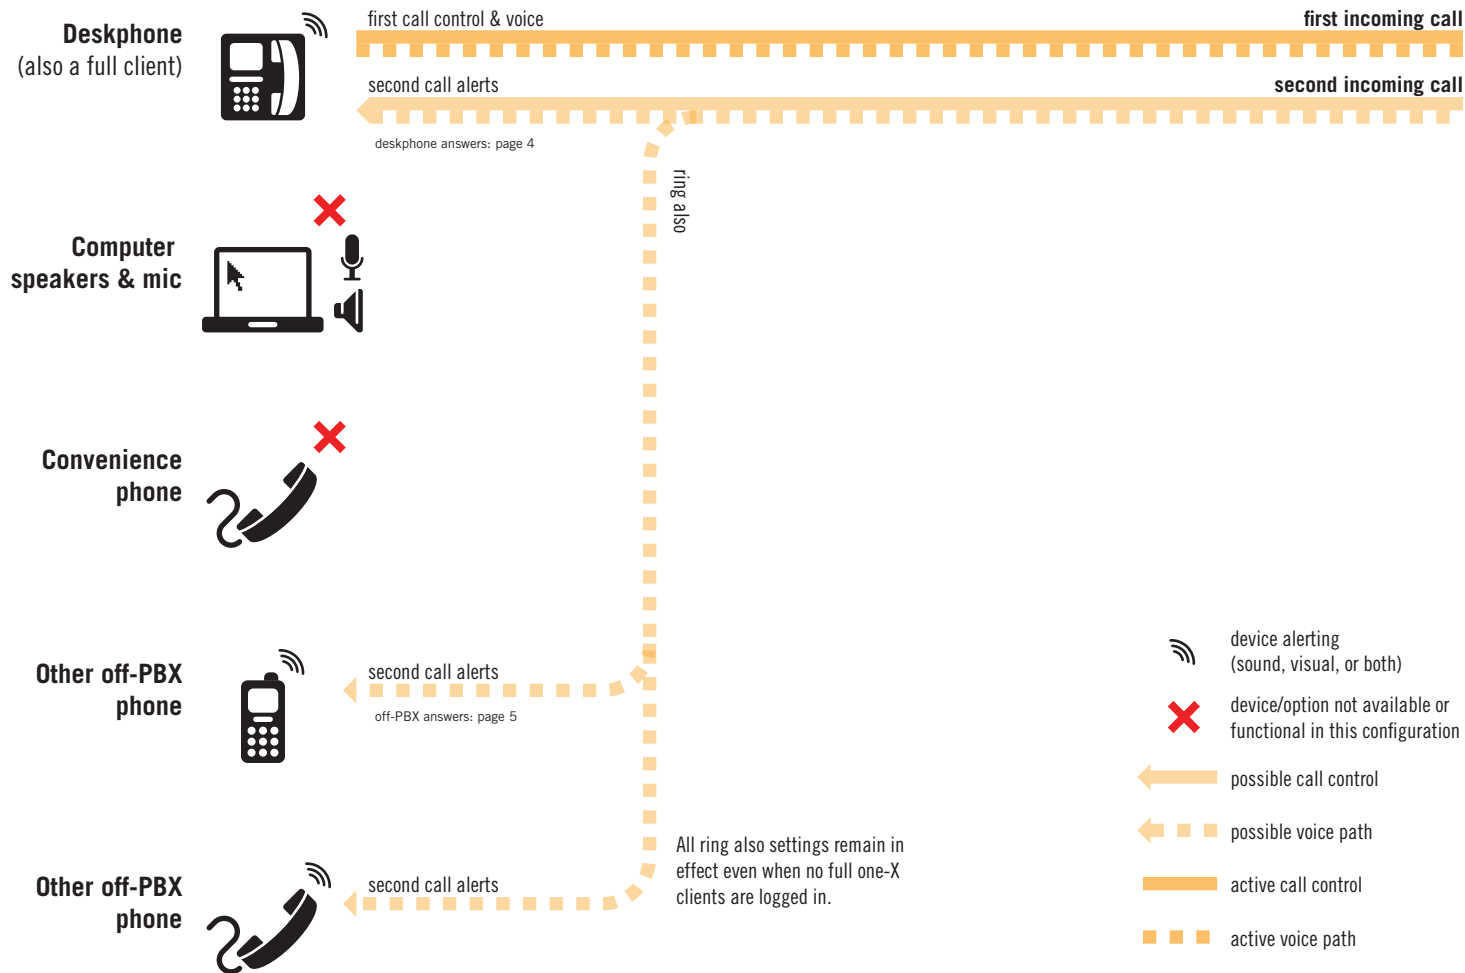 Deskphone
(also a full client)
first call control & voice
first incoming call
second call alerts
second incoming call
deskphone answers: page 4
ring also
Computer
speakers & mic
Convenience
phone
Other off-PBX
phone
second call alerts
off-PBX answers: page 5
Other off-PBX
phone
second call alerts
All ring also settings remain in
effect even when no full one-X
clients are logged in.
device alerting
(sound, visual, or both)
device/option not available or
functional in this configuration
possible call control
possible voice path
active call control
active voice path